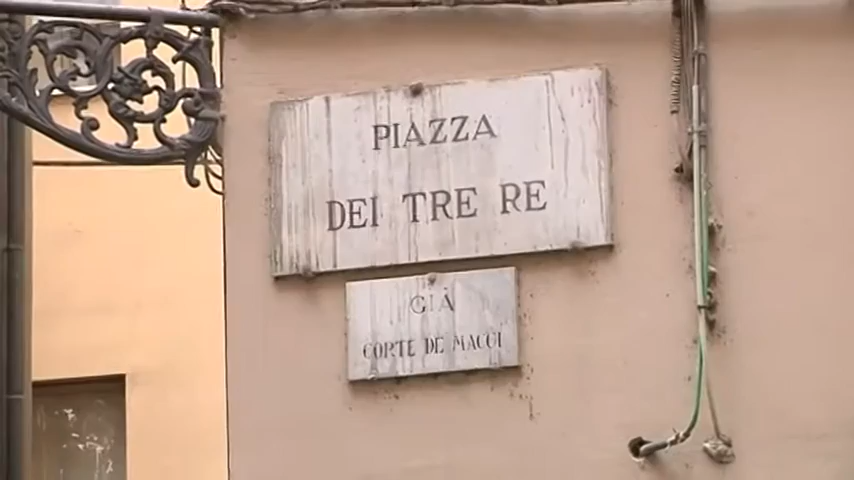 PIAZZA
DEI TRE RE
GIÀ
CORTE DE MACCI